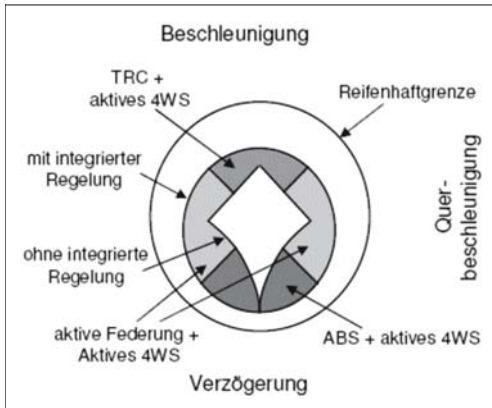 Beschleunigung
TRC +
aktives 4WS
Reifenhaftgrenze
mit integrierter
Regelung
Quer-
beschleunigung
ohne integrierte
Regelung
aktive Federung +
Aktives 4WS
ABS + aktives 4WS
Verzögerung